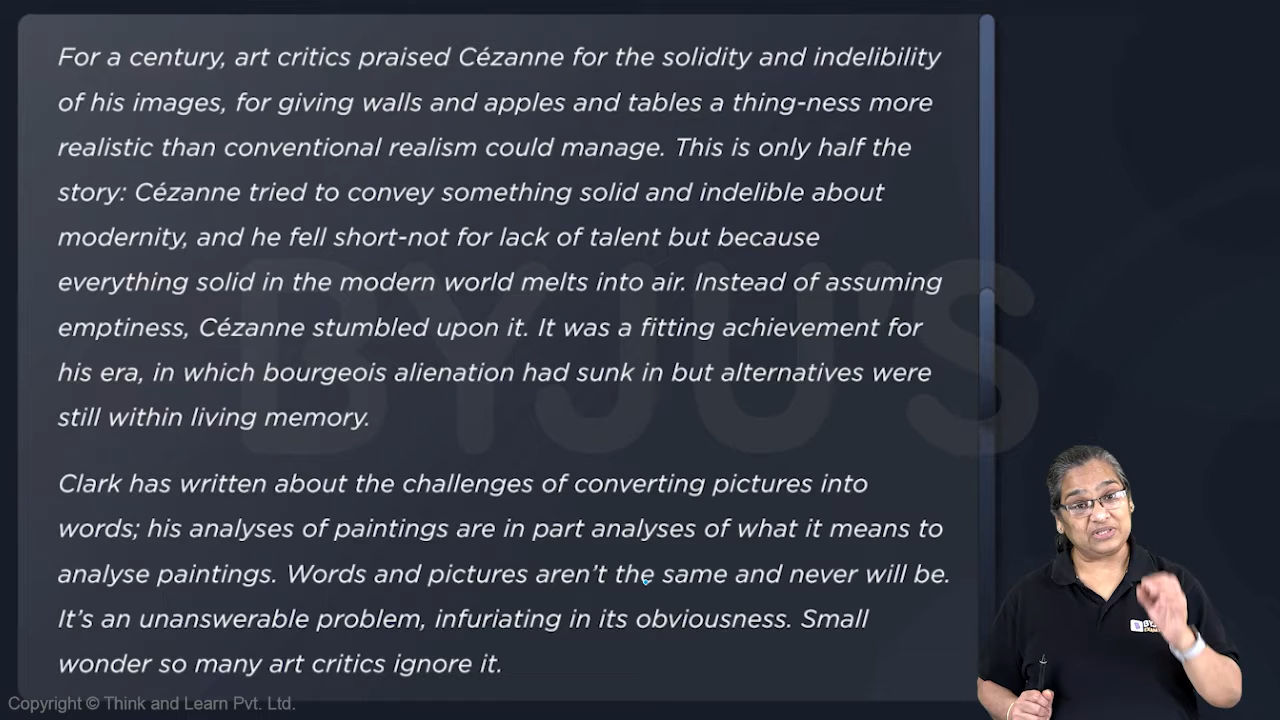 For a century, art critics praised Cézanne for the solidity and indelibility
of his images, for giving walls and apples and tables a thing-ness more
realistic than conventional realism could manage. This is only half the
story: Cézanne tried to convey something solid and indelible about
modernity, and he fell short-not for lack of talent but because
everything solid in the modern world melts into air. Instead of assuming
emptiness, Cézanne stumbled upon it. It was a fitting achievement for
his era, in which bourgeois alienation had sunk in but alternatives were
still within living memory.
Clark has written about the challenges of converting pictures into
words; his analyses of paintings are in part analyses of what it means to
analyse paintings. Words and pictures aren't the same and never will be.
It's an unanswerable problem, infuriating in its obviousness. Small
wonder so many art critics ignore it.
BYJU'S
Copyright © Think and Learn Pvt. Ltd.